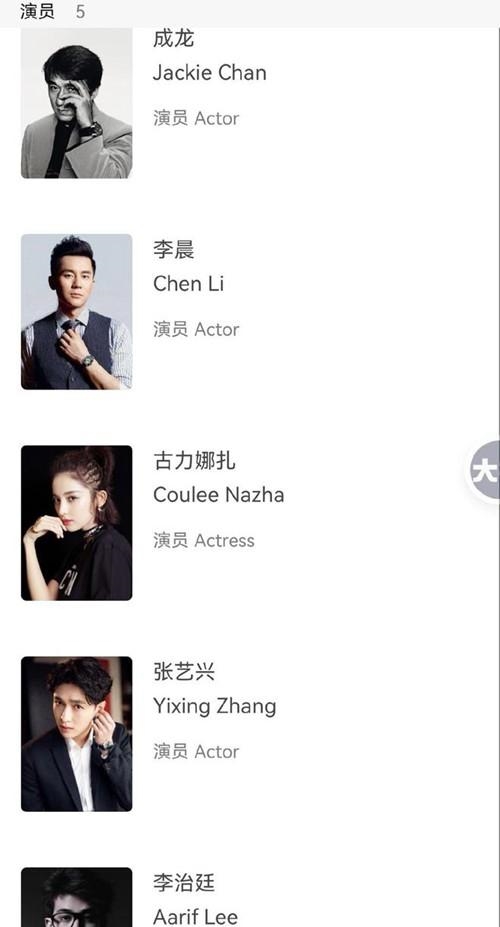 演员 5
成龙
Jackie Chan
演员 Actor
李晨
Chen Li
演员 Actor
古力娜扎
Coulee Nazha
演员 Actress
大
张艺兴
Yixing Zhang
演员 Actor
李治廷
Aarif Lee